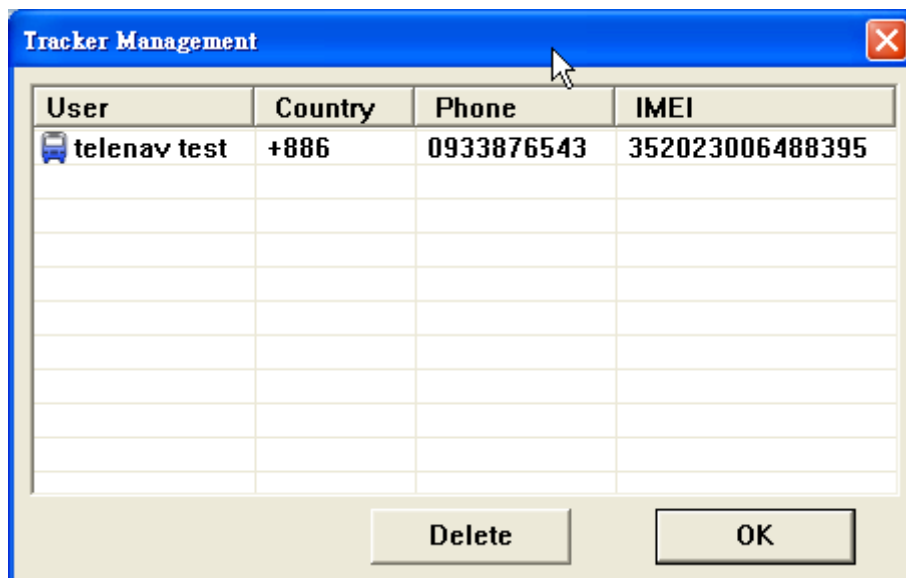 Tracker Management
User Country Phone IMEI
telenav test +886 0933876543 352023006488395
Delete OK